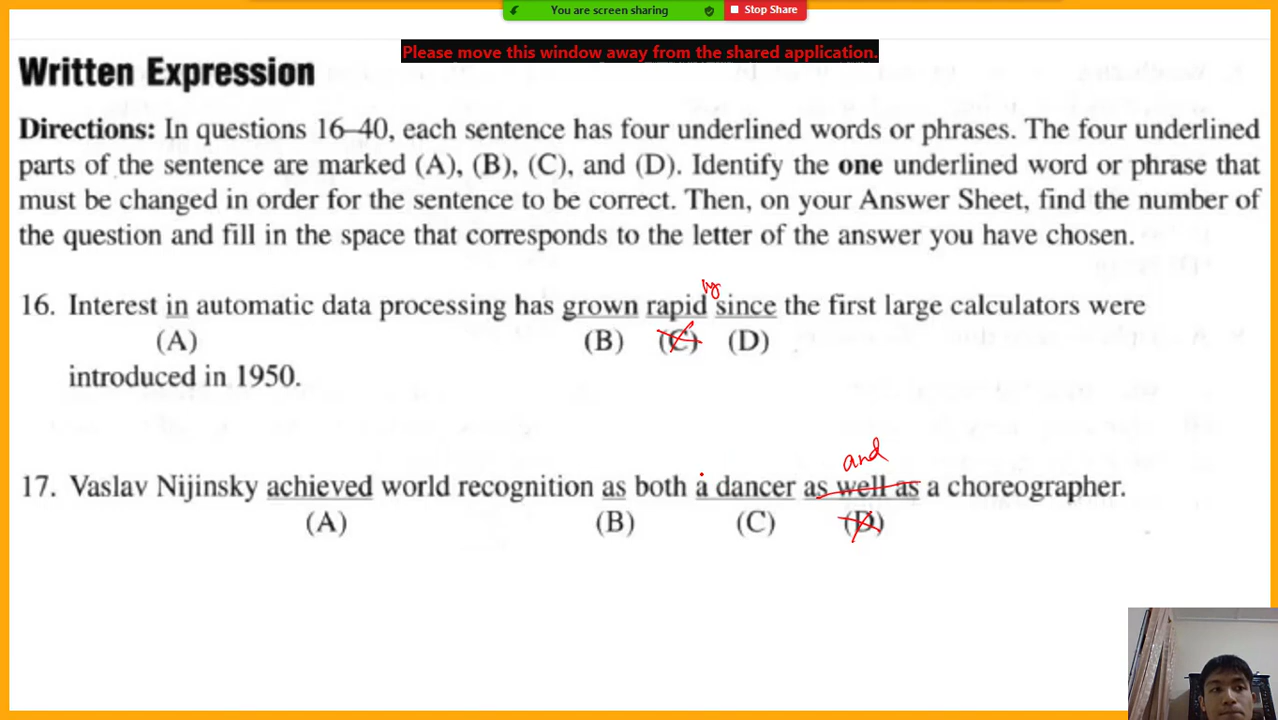 You are screen sharing
Stop Share
Please move this window away from the shared application.
Written Expression
Directions: In questions 16–40, each sentence has four underlined words or phrases. The four underlined
parts of the sentence are marked (A), (B), (C), and (D). Identify the one underlined word or phrase that
must be changed in order for the sentence to be correct. Then, on your Answer Sheet, find the number of
the question and fill in the space that corresponds to the letter of the answer you have chosen.
ly
16. Interest in automatic data processing has grown rapid since the first large calculators were
(A) (B) (C) (D)
introduced in 1950.
and
17. Vaslav Nijinsky achieved world recognition as both a dancer as well as a choreographer.
(A) (B) (C) (D)